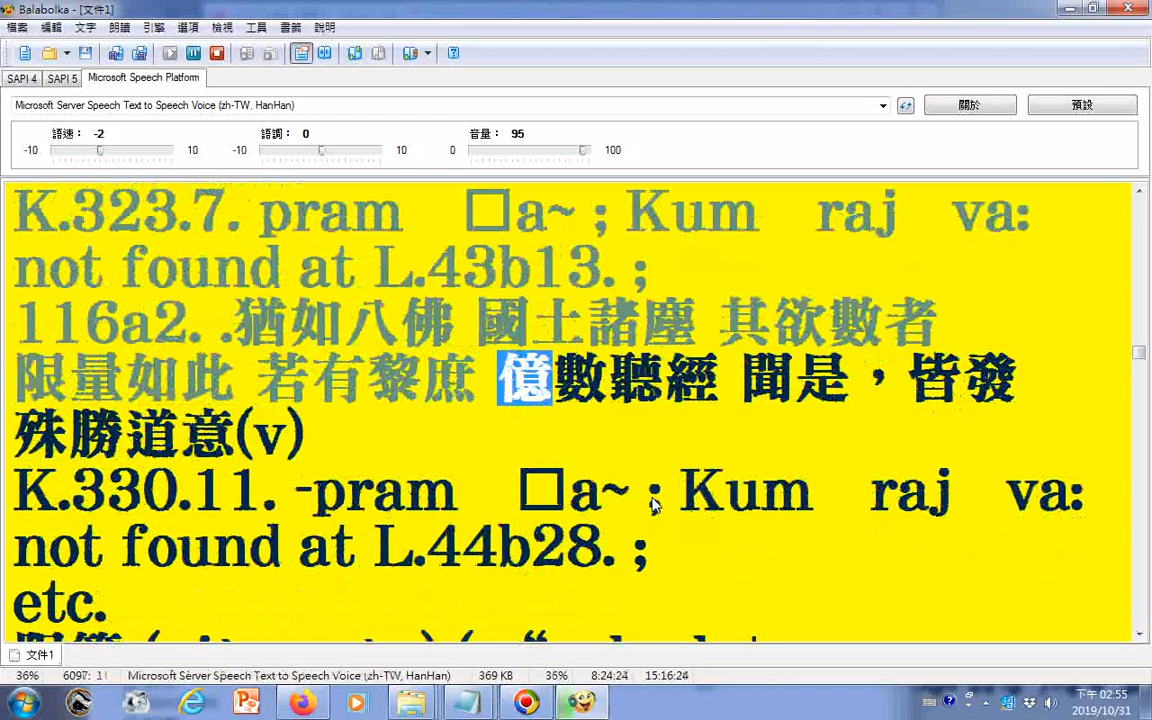 Balabolka - [文件1]
檔案 編輯 文字 朗讀 引擎 選項 檢視 工具 書籤 說明
SAPI 4 SAPI 5 Microsoft Speech Platform
Microsoft Server Speech Text to Speech Voice (zh-TW, HanHan) 關於 預設
語速： -2 語調： 0 音量： 95
-10 10 -10 10 0 100
K.323.7. pram □a~ ; Kum raj va:
not found at L.43b13. ;
116a2. .猶如八佛 國土諸塵 其欲數者
限量如此 若有黎庶 億數聽經 聞是，皆發
殊勝道意(v)
K.330.11. -pram □a~ ; Kum raj va:
not found at L.44b28. ;
etc.
文件1
36% 6097: 1 Microsoft Server Speech Text to Speech Voice (zh-TW, HanHan) 369 KB 36% 8:24:24 15:16:24
下午 02:55
2019/10/31